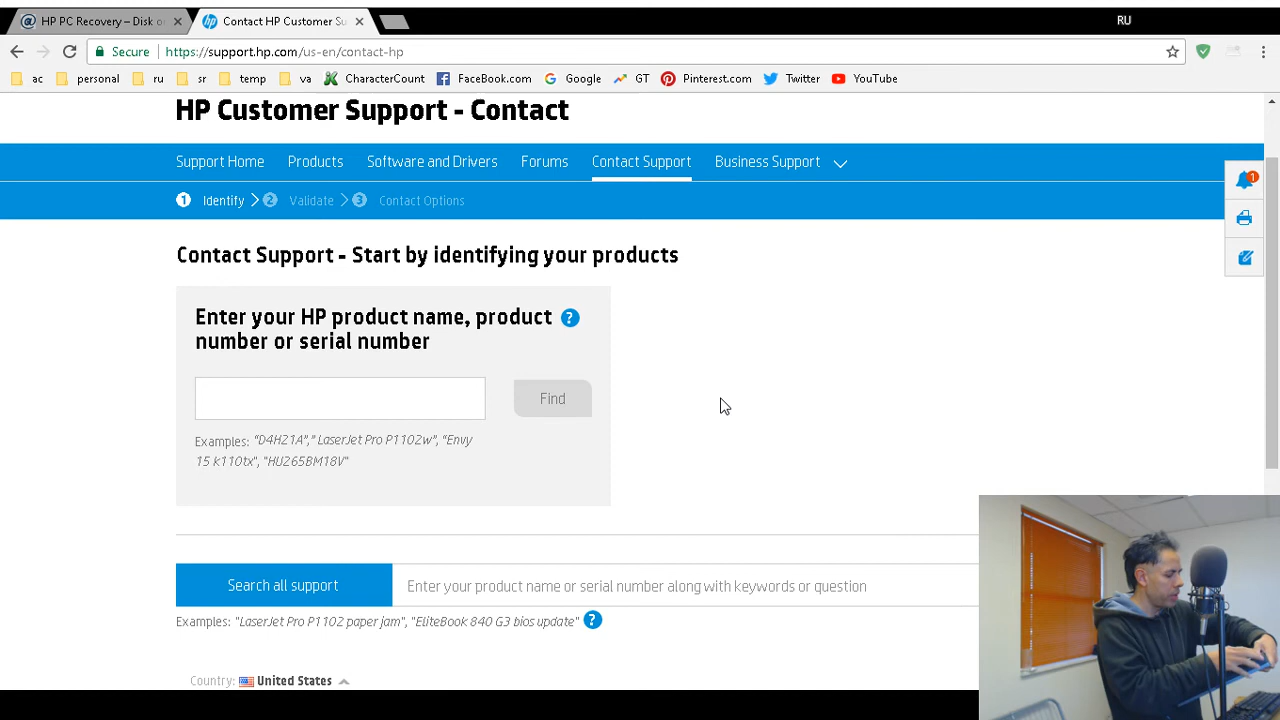 HP PC Recovery – Disk o
Contact HP Customer Su
RU
Secure
https://support.hp.com/us-en/contact-hp
ac personal ru sr temp va CharacterCount FaceBook.com Google GT Pinterest.com Twitter YouTube
HP Customer Support - Contact
Support Home Products Software and Drivers Forums Contact Support Business Support
1 Identify 2 Validate 3 Contact Options
1
Contact Support - Start by identifying your products
Enter your HP product name, product ?
number or serial number
Find
Examples: "D4H21A"," LaserJet Pro P1102w", "Envy
15 k110tx", "HU265BM18V"
Search all support Enter your product name or serial number along with keywords or question
Examples: "LaserJet Pro P1102 paper jam", "EliteBook 840 G3 bios update" ?
Country: United States